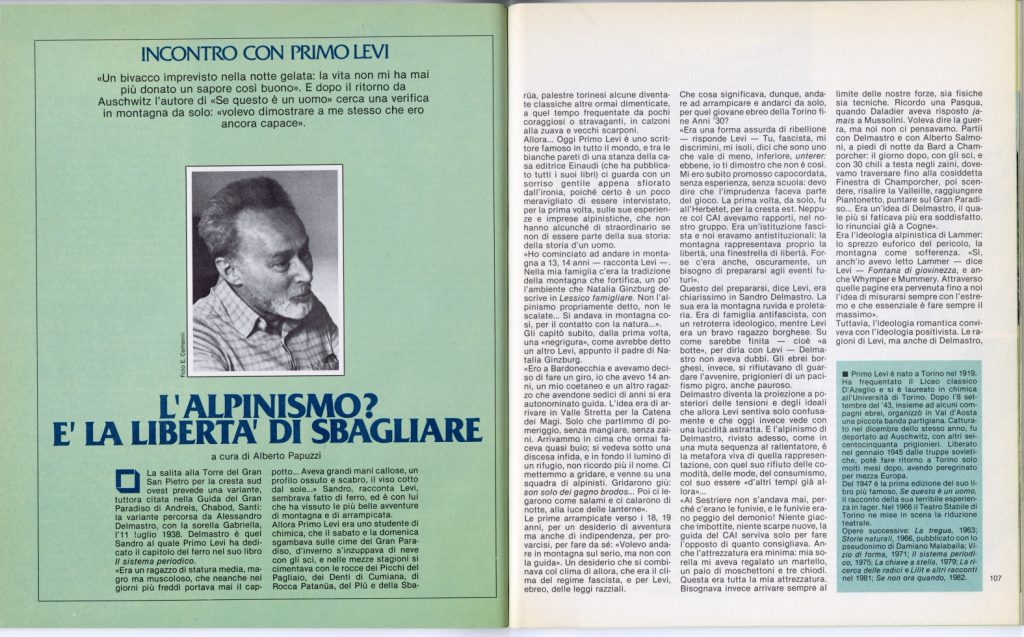 INCONTRO CON PRIMO LEVI
«Un bivacco imprevisto nella notte gelata: la vita non mi ha mai
più donato un sapore così buono». E dopo il ritorno da
Auschwitz l'autore di «Se questo è un uomo» cerca una verifica
in montagna da solo: «volevo dimostrare a me stesso che ero
ancora capace».
L'ALPINISMO?
E' LA LIBERTA' DI SBAGLIARE
a cura di Alberto Papuzzi
La salita alla Torre del Gran
San Pietro per la cresta sud
ovest prevede una variante,
tuttora citata nella Guida del Gran
Paradiso di Andreis, Chabod, Santi:
la variante percorsa da Alessandro
Delmastro, con la sorella Gabriella,
l'11 luglio 1938. Delmastro è quel
Sandro al quale Primo Levi ha dedi-
cato il capitolo del ferro nel suo libro
Il sistema periodico.
«Era un ragazzo di statura media, ma-
gro ma muscoloso, che neanche nei
giorni più freddi portava mai il cap-
potto... Aveva grandi mani callose, un
profilo ossuto e scabro, il viso cotto
dal sole...» Sandro, racconta Levi,
sembrava fatto di ferro, ed è con lui
che ha vissuto le più belle avventure
di montagna e di arrampicata.
Allora Primo Levi era uno studente di
chimica, che il sabato e la domenica
sgambava sulle cime del Gran Para-
diso, d'inverno s'inzuppava di neve
con gli sci, e nelle mezze stagioni si
cimentava con le rocce dei Picchi del
Pagliaio, dei Denti di Cumiana, di
Rocca Patanüa, del Plü e della Sba-
rüa, palestre torinesi alcune diventa-
te classiche altre ormai dimenticate,
a quel tempo frequentate da pochi
coraggiosi o stravaganti, in calzoni
alla zuava e vecchi scarponi.
Allora... Oggi Primo Levi è uno scrit-
tore famoso in tutto il mondo, e tra le
bianche pareti di una stanza della ca-
sa editrice Einaudi (che ha pubblica-
to tutti i suoi libri) ci guarda con un
sorriso gentile appena sfiorato
dall'ironia, poiché certo è un poco
meravigliato di essere intervistato,
per la prima volta, sulle sue esperien-
ze e imprese alpinistiche, che non
hanno alcunché di straordinario se
non di essere parte della sua storia:
della storia d'un uomo.
«Ho cominciato ad andare in monta-
gna a 13, 14 anni — racconta Levi —.
Nella mia famiglia c'era la tradizione
della montagna che fortifica, un po'
l'ambiente che Natalia Ginzburg de-
scrive in Lessico famigliare. Non l'al-
pinismo propriamente detto, non le
scalate... Si andava in montagna co-
sì, per il contatto con la natura...».
Gli capitò subito, dalla prima volta,
una «negrigura», come avrebbe detto
un altro Levi, appunto il padre di Na-
talia Ginzburg.
«Ero a Bardonecchia e avevamo deci-
so di fare un giro, io che avevo 14 an-
ni, un mio coetaneo e un altro ragaz-
zo che avendone sedici di anni si era
autonominato guida. L'idea era di ar-
rivare in Valle Stretta per la Catena
dei Magi. Solo che partimmo di po-
meriggio, senza mangiare, senza zai-
ni. Arrivammo in cima che ormai fa-
ceva quasi buio; si vedeva sotto una
discesa infida, e in fondo il lumino di
un rifugio, non ricordo più il nome. Ci
mettemmo a gridare, e venne su una
squadra di alpinisti. Gridarono giù:
son solo dei gagno brodos... Poi ci le-
garono come salami e ci calarono di
notte, alla luce delle lanterne».
Le prime arrampicate verso i 18, 19
anni, per un desiderio di avventura
ma anche di indipendenza, per pro-
varcisi, per fare da sé: «Volevo anda-
re in montagna sul serio, ma non con
la guida». Un desiderio che si combi-
nava col clima di allora, che era il cli-
ma del regime fascista, e per Levi,
ebreo, delle leggi razziali.
Che cosa significava, dunque, anda-
re ad arrampicare e andarci da solo,
per quel giovane ebreo della Torino fi-
ne Anni '30?
«Era una forma assurda di ribellione
— risponde Levi — Tu, fascista, mi
discrimini, mi isoli, dici che sono uno
che vale di meno, inferiore, unterer:
ebbene, io ti dimostro che non è così.
Mi ero subito promosso capocordata,
senza esperienza, senza scuola: devo
dire che l'imprudenza faceva parte
del gioco. La prima volta, da solo, fu
all'Herbetet, per la cresta est. Neppu-
re col CAI avevamo rapporti, nel no-
stro gruppo. Era un'istituzione fasci-
sta e noi eravamo antistituzionali: la
montagna rappresentava proprio la
libertà, una finestrella di libertà. For-
se c'era anche, oscuramente, un
bisogno di prepararsi agli eventi fu-
turi».
Questo del prepararsi, dice Levi, era
chiarissimo in Sandro Delmastro. La
sua era la montagna ruvida e proleta-
ria. Era di famiglia antifascista, con
un retroterra ideologico, mentre Levi
era un bravo ragazzo borghese. Su
come sarebbe finita — cioè «a
botte», per dirla con Levi — Delma-
stro non aveva dubbi. Gli ebrei bor-
ghesi, invece, si rifiutavano di guar-
dare l'avvenire, prigionieri di un paci-
fismo pigro, anche pauroso.
Delmastro diventa la proiezione a po-
steriori delle tensioni e degli ideali
che allora Levi sentiva solo confusa-
mente e che oggi invece vede con
una lucidità astratta. E l'alpinismo di
Delmastro, rivisto adesso, come in
una muta sequenza al rallentatore, è
la metafora viva di quella rappresenta-
zione, con quel suo rifiuto delle co-
modità, delle mode, del consumismo,
col suo essere «d'altri tempi già al-
lora»...
«Al Sestriere non s'andava mai, per-
ché c'erano le funivie, e le funivie era-
no peggio del demonio! Niente giac-
che imbottite, niente scarpe nuove, la
guida del CAI serviva solo per fare
l'opposto di quanto consigliava. An-
che l'attrezzatura era minima: mia so-
rella mi aveva regalato un martello,
un paio di moschettoni e tre chiodi.
Questa era tutta la mia attrezzatura.
Bisognava invece arrivare sempre al
limite delle nostre forze, sia fisiche
sia tecniche. Ricordo una Pasqua,
quando Daladier aveva risposto ja-
mais a Mussolini. Voleva dire la guer-
ra, ma noi non ci pensavamo. Partii
con Delmastro e con Alberto Salmo-
ni, a piedi di notte da Bard a Cham-
porcher: il giorno dopo, con gli sci, e
con 30 chili a testa negli zaini, dove-
vamo traversare fino alla cosiddetta
Finestra di Champorcher, poi scen-
dere, risalire la Valleille, raggiungere
Piantonetto, puntare sul Gran Paradi-
so... Era un'idea di Delmastro, il qua-
le più si faticava più era soddisfatto.
Io rinunciai già a Cogne».
Era l'ideologia alpinistica di Lammer:
lo sprezzo euforico del pericolo, la
montagna come sofferenza. «Sì,
anch'io avevo letto Lammer — dice
Levi — Fontana di giovinezza, e an-
che Whymper e Mummery. Attraverso
quelle pagine era pervenuta fino a noi
l'idea di misurarsi sempre con l'estre-
mo e che essenziale è fare sempre il
massimo».
Tuttavia, l'ideologia romantica convi-
veva con l'ideologia positivista. Le ra-
gioni di Levi, ma anche di Delmastro,
■ Primo Levi è nato a Torino nel 1919.
Ha frequentato il Liceo classico
D'Azeglio e si è laureato in chimica
all'Università di Torino. Dopo l'8 set-
tembre del '43, insieme ad alcuni com-
pagni ebrei, organizzò in Val d'Aosta
una piccola banda partigiana. Cattura-
to nel dicembre dello stesso anno, fu
deportato ad Auschwitz, con altri sei-
centocinquanta prigionieri. Liberato
nel gennaio 1945 dalle truppe sovieti-
che, poté fare ritorno a Torino solo
molti mesi dopo, avendo peregrinato
per mezza Europa.
Del 1947 è la prima edizione del suo li-
bro più famoso, Se questo è un uomo,
il racconto della sua terribile esperien-
za in lager. Nel 1966 il Teatro Stabile di
Torino ne mise in scena la riduzione
teatrale.
Opere successive: La tregua, 1963;
Storie naturali, 1966, pubblicato con lo
pseudonimo di Damiano Malabaila; Vi-
zio di forma, 1971; Il sistema periodi-
co, 1975; La chiave a stella, 1979; La ri-
cerca delle radici e Lilìt e altri racconti
nel 1981; Se non ora quando, 1982.
107